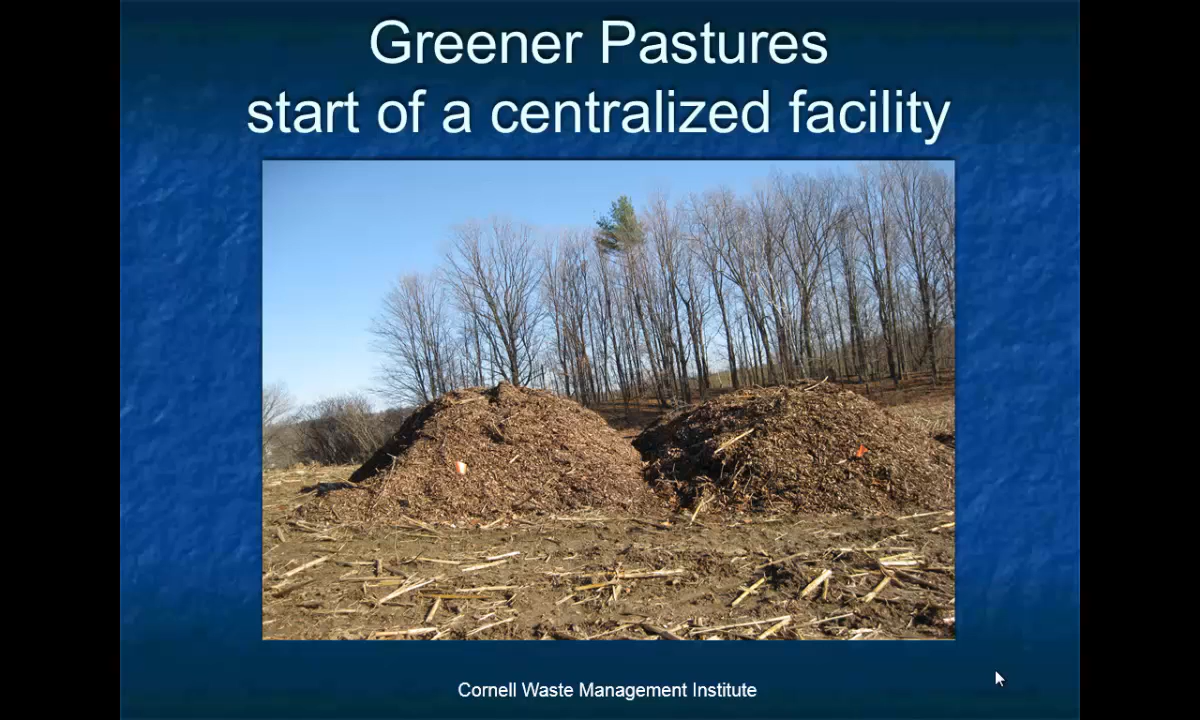 Greener Pastures
start of a centralized facility
Cornell Waste Management Institute